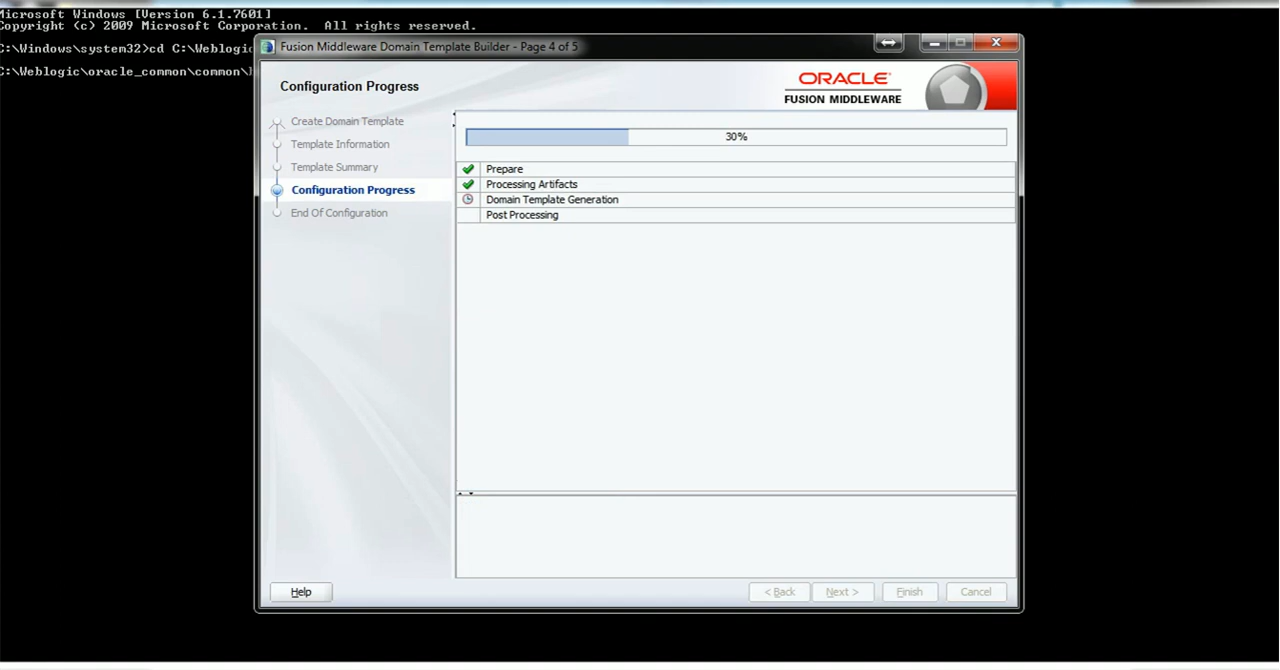 Microsoft Windows [Version 6.1.7601]
Copyright (c) 2009 Microsoft Corporation.  All rights reserved.
C:\Windows\system32>cd C:\Weblogic
C:\Weblogic\oracle_common\common\
Fusion Middleware Domain Template Builder - Page 4 of 5
Configuration Progress
ORACLE
FUSION MIDDLEWARE
Create Domain Template
Template Information
Template Summary
Configuration Progress
End Of Configuration
30%
Prepare
Processing Artifacts
Domain Template Generation
Post Processing
Help
< Back
Next >
Finish
Cancel